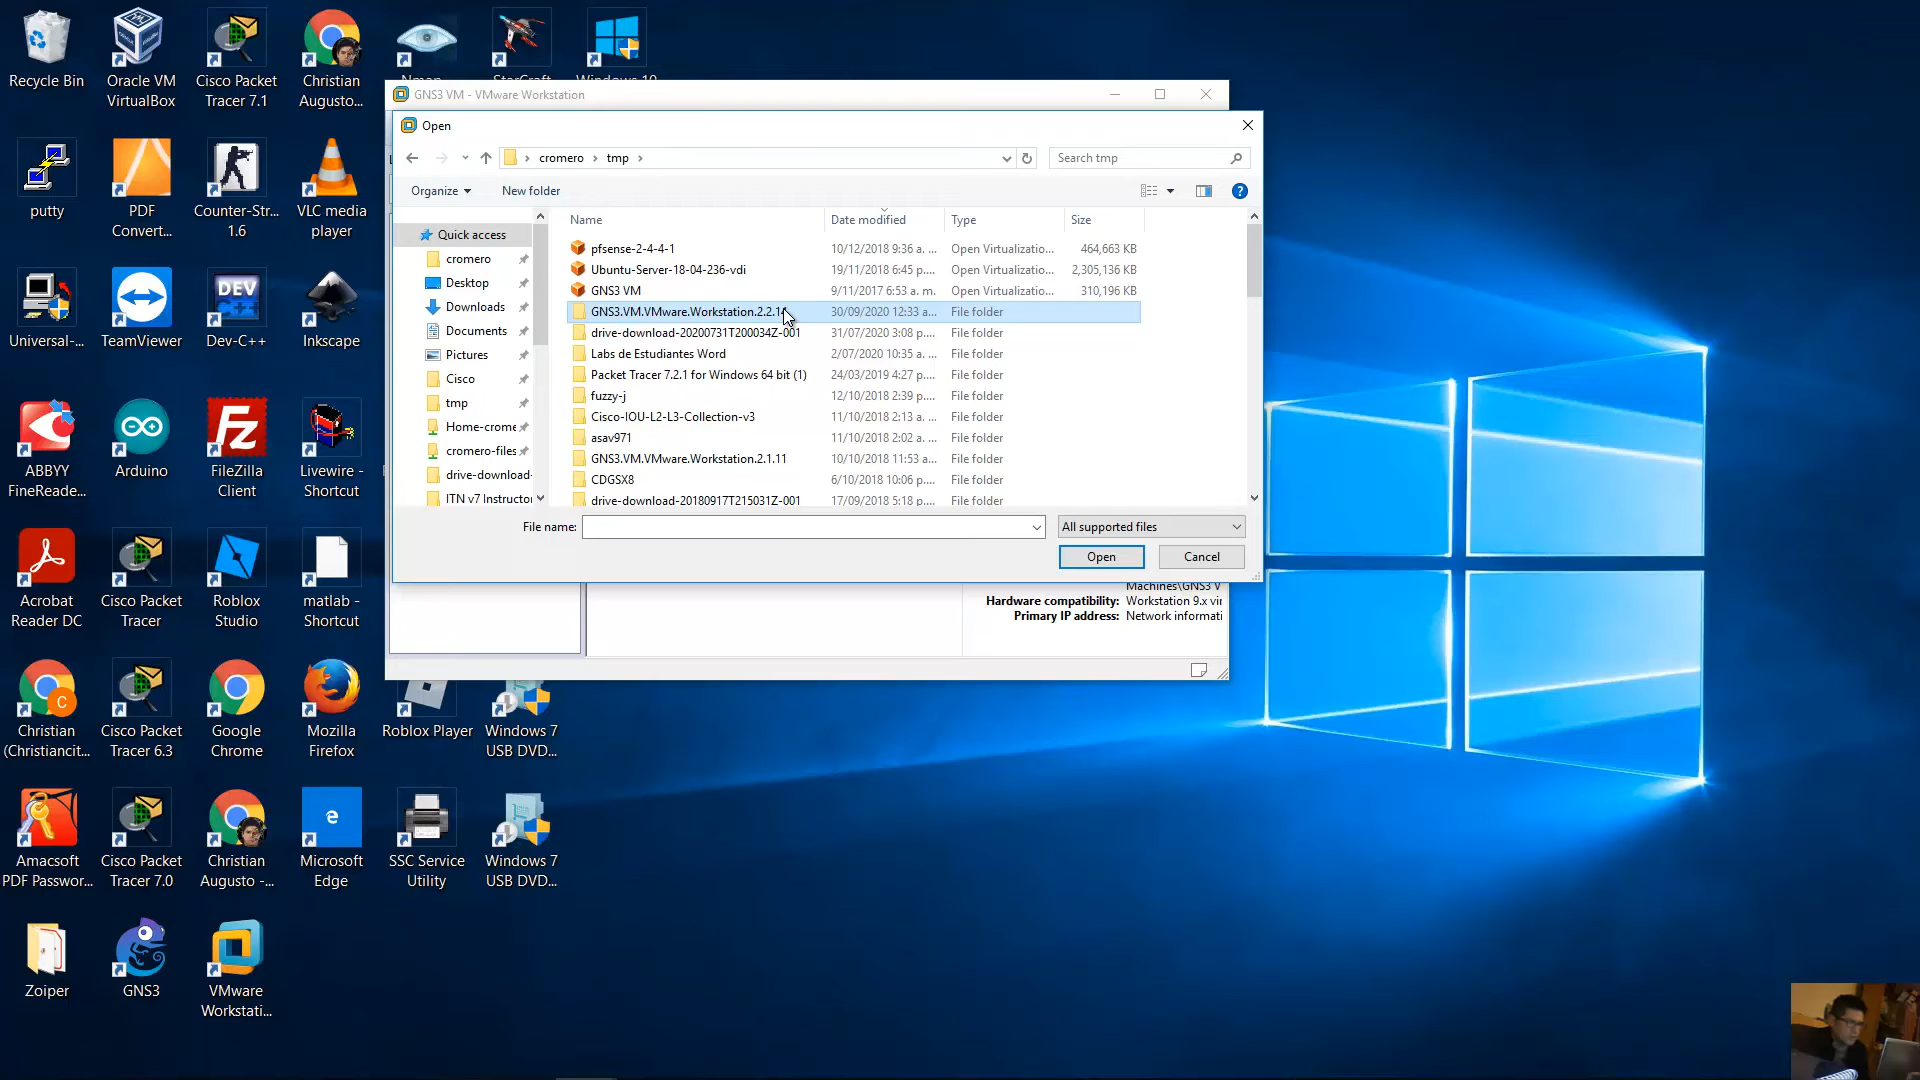 Recycle Bin
Oracle VM
VirtualBox
Cisco Packet
Tracer 7.1
Christian
Augusto...
Nmap
StarCraft
Windows 10
putty
PDF
Convert...
Counter-Str...
1.6
VLC media
player
Universal-...
TeamViewer
DEV
C++
Dev-C++
Inkscape
ABBYY
FineReade...
Arduino
Fz
FileZilla
Client
Livewire -
Shortcut
Acrobat
Reader DC
Cisco Packet
Tracer
Roblox
Studio
matlab -
Shortcut
C
Christian
(Christiancit...
Cisco Packet
Tracer 6.3
Google
Chrome
Mozilla
Firefox
Roblox Player
Windows 7
USB DVD...
Amacsoft
PDF Passwor...
Cisco Packet
Tracer 7.0
Christian
Augusto -...
e
Microsoft
Edge
SSC Service
Utility
Windows 7
USB DVD...
Zoiper
GNS3
VMware
Workstati...
GNS3 VM - VMware Workstation
Open
cromero
tmp
Search tmp
Organize
New folder
?
Quick access
cromero
Desktop
Downloads
Documents
Pictures
Cisco
tmp
Home-crome
cromero-files
drive-download-
ITN v7 Instructor
Name Date modified Type Size
pfsense-2-4-4-1 10/12/2018 9:36 a. ... Open Virtualizatio... 464,663 KB
Ubuntu-Server-18-04-236-vdi 19/11/2018 6:45 p.... Open Virtualizatio... 2,305,136 KB
GNS3 VM 9/11/2017 6:53 a. m. Open Virtualizatio... 310,196 KB
GNS3.VM.VMware.Workstation.2.2.14 30/09/2020 12:33 a... File folder
drive-download-20200731T200034Z-001 31/07/2020 3:08 p.... File folder
Labs de Estudiantes Word 2/07/2020 10:35 a. ... File folder
Packet Tracer 7.2.1 for Windows 64 bit (1) 24/03/2019 4:27 p.... File folder
fuzzy-j 12/10/2018 2:39 p.... File folder
Cisco-IOU-L2-L3-Collection-v3 11/10/2018 2:13 a. ... File folder
asav971 11/10/2018 2:02 a. ... File folder
GNS3.VM.VMware.Workstation.2.1.11 10/10/2018 11:53 a... File folder
CDGSX8 6/10/2018 10:06 p.... File folder
drive-download-20180917T215031Z-001 17/09/2018 5:18 p.... File folder
File name:
All supported files
Open
Cancel
Machines\GNS3 V
Hardware compatibility: Workstation 9.x vir
Primary IP address: Network informati